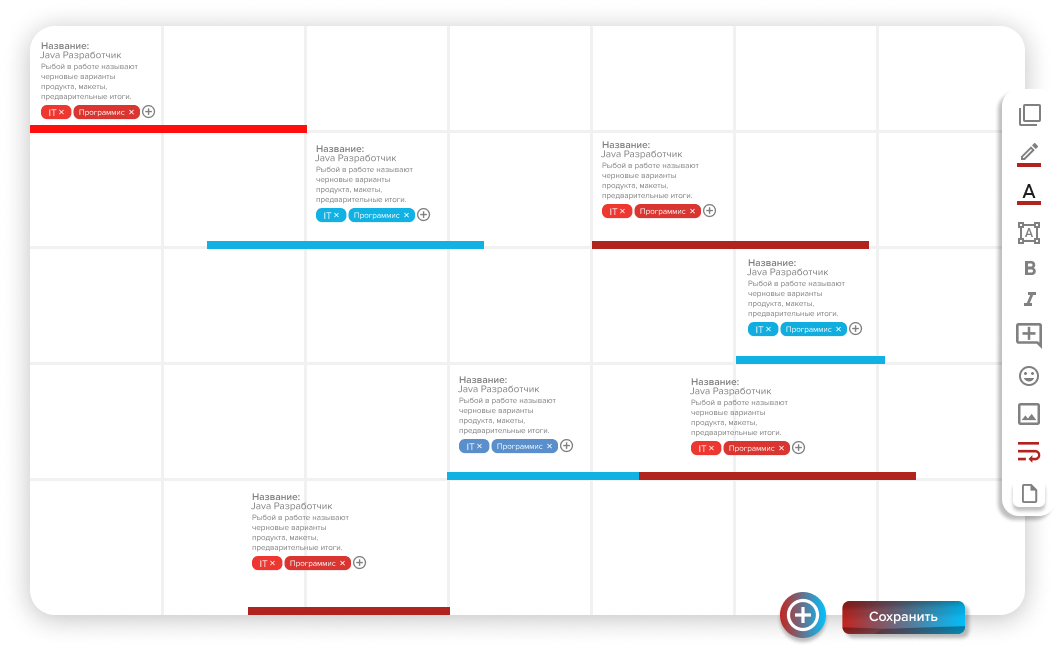 Название:
Java Разработчик
Рыбой в работе называют
черновые варианты
продукта, макеты,
предварительные итоги.
IT × Программис ×
Название:
Java Разработчик
Рыбой в работе называют
черновые варианты
продукта, макеты,
предварительные итоги.
IT × Программис ×
Название:
Java Разработчик
Рыбой в работе называют
черновые варианты
продукта, макеты,
предварительные итоги.
IT × Программис ×
Название:
Java Разработчик
Рыбой в работе называют
черновые варианты
продукта, макеты,
предварительные итоги.
IT × Программис ×
Название:
Java Разработчик
Рыбой в работе называют
черновые варианты
продукта, макеты,
предварительные итоги.
IT × Программис ×
Название:
Java Разработчик
Рыбой в работе называют
черновые варианты
продукта, макеты,
предварительные итоги.
IT × Программис ×
Название:
Java Разработчик
Рыбой в работе называют
черновые варианты
продукта, макеты,
предварительные итоги.
IT × Программис ×
A
A
B
I
Сохранить